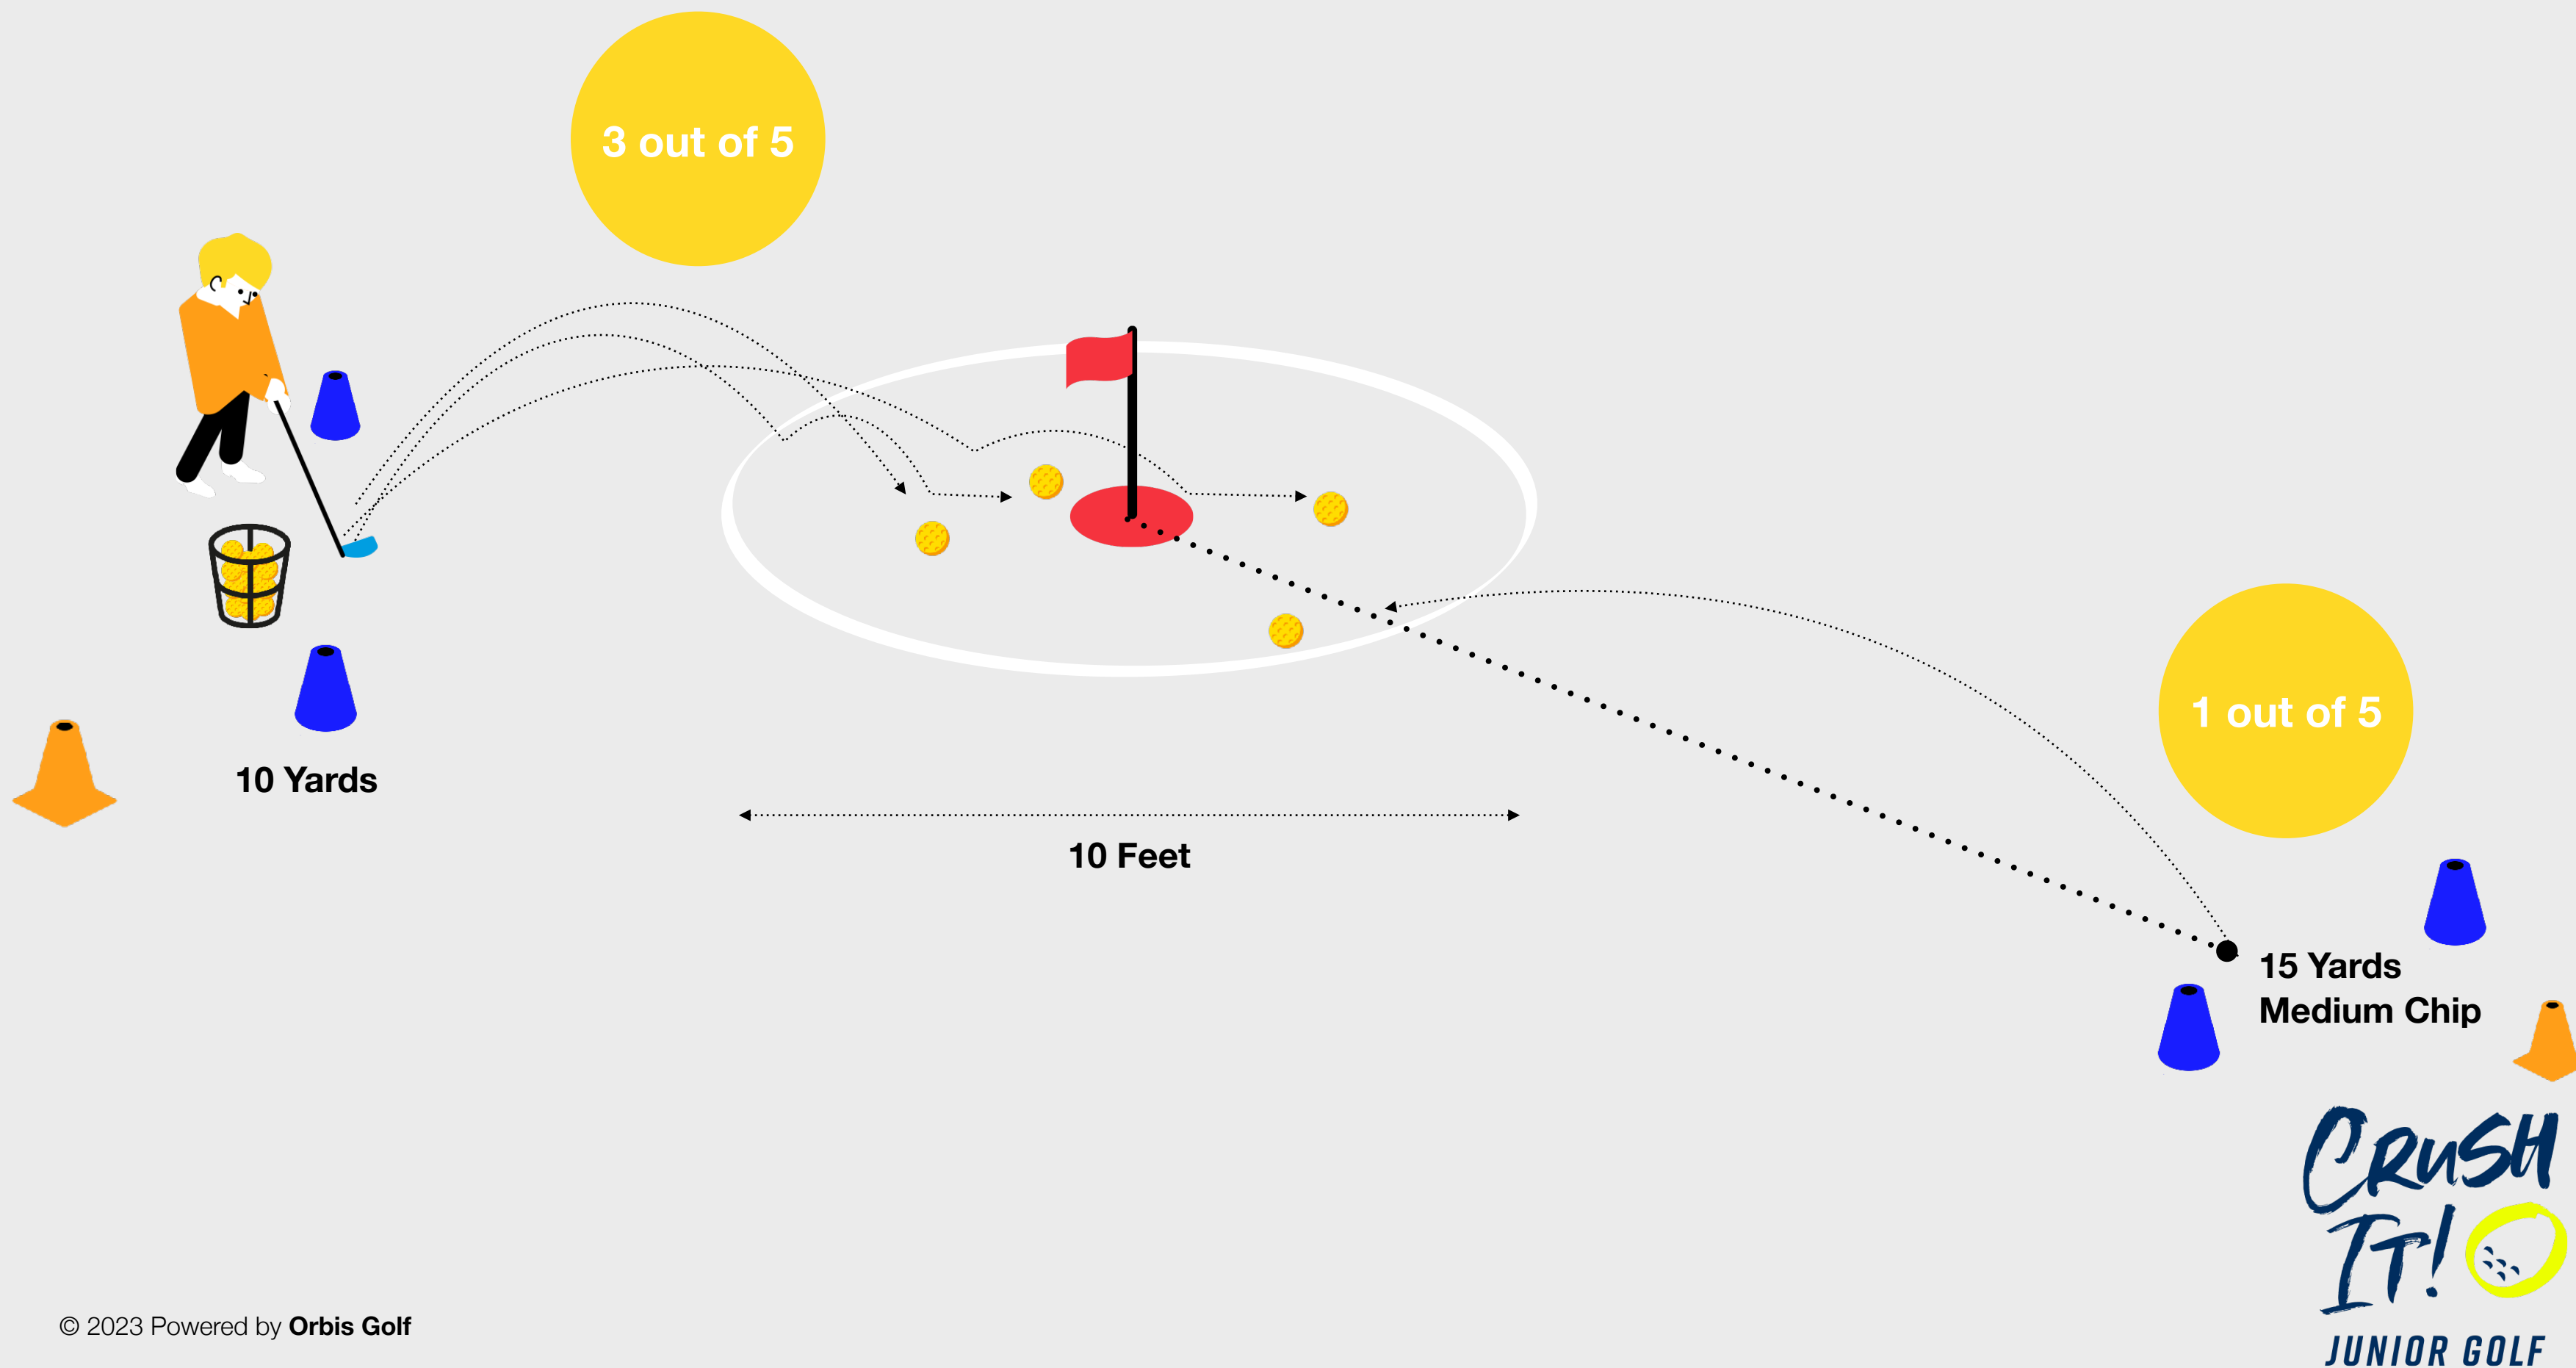 3 out of 5
10 Yards
10 Feet
1 out of 5
15 Yards
Medium Chip
CRUSH
IT!
JUNIOR GOLF
© 2023 Powered by Orbis Golf